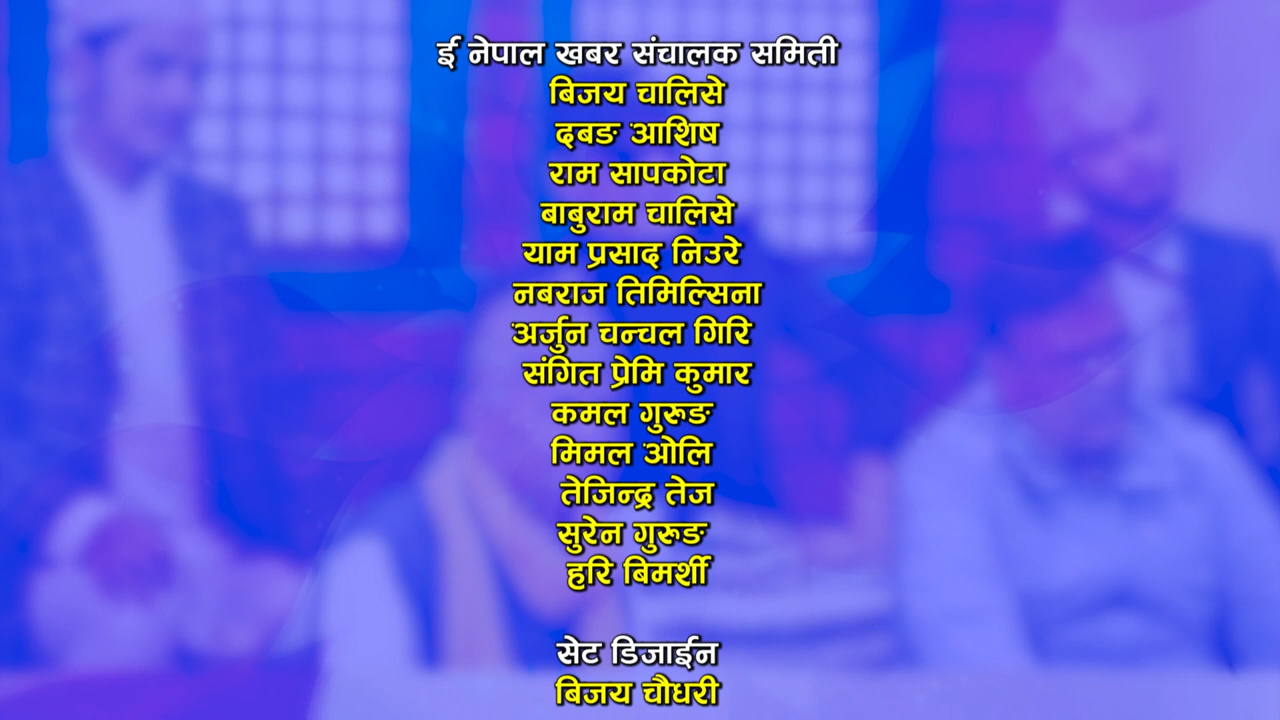 ई नेपाल खबर संचालक समिती
बिजय चालिसे
दबङ आशिष
राम सापकोटा
बाबुराम चालिसे
याम प्रसाद निउरे
नबराज तिमिल्सिना
अर्जुन चन्चल गिरि
संगित प्रेमि कुमार
कमल गुरूङ
मिमल ओलि
तेजिन्द्र तेज
सुरेन गुरूङ
हरि बिमर्शी
सेट डिजाईन
बिजय चौधरी